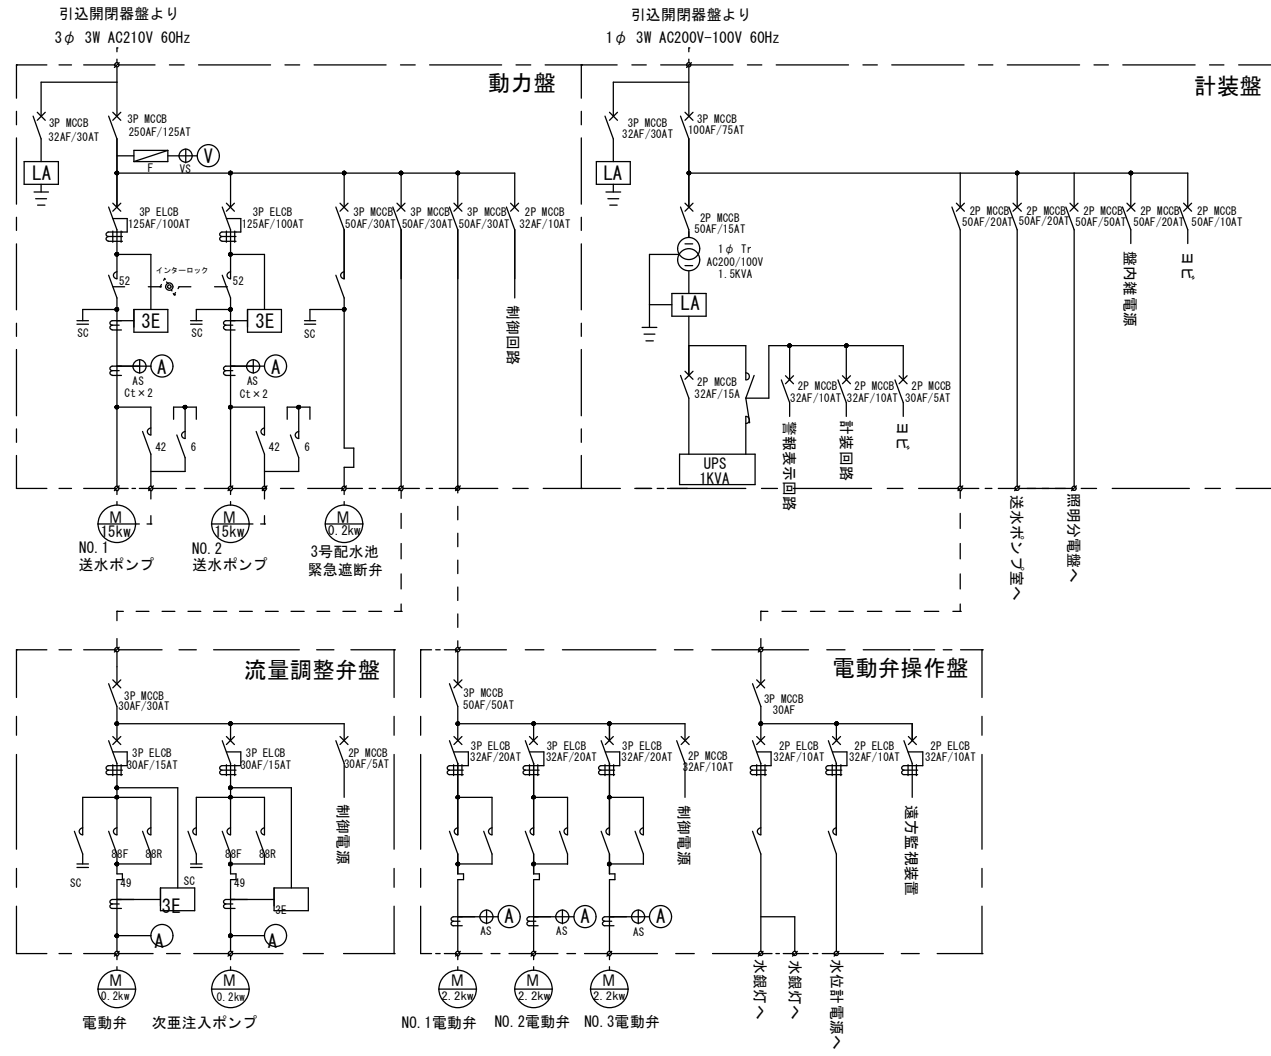 引込開閉器盤より
3φ 3W AC210V 60Hz
引込開閉器盤より
1φ 3W AC200V-100V 60Hz
動力盤
計装盤
3P MCCB
32AF/30AT
3P MCCB
250AF/125AT
LA
F
VS
V
3P ELCB
125AF/100AT
3P ELCB
125AF/100AT
3P MCCB
50AF/30AT
3P MCCB
50AF/30AT
3P MCCB
50AF/30AT
2P MCCB
32AF/10AT
52
インターロック
52
SC
3E
SC
3E
SC
制御回路
AS
Ct×2
A
AS
Ct×2
A
42
6
42
6
M
15kw
NO.1
送水ポンプ
M
15kw
NO.2
送水ポンプ
M
0.2kw
3号配水池
緊急遮断弁
3P MCCB
32AF/30AT
3P MCCB
100AF/75AT
LA
2P MCCB
50AF/15AT
1φ Tr
AC200/100V
1.5KVA
LA
2P MCCB
32AF/15A
2P MCCB
32AF/10AT
2P MCCB
32AF/10AT
2P MCCB
30AF/5AT
UPS
1KVA
警報表示回路
計装回路
ヨビ
2P MCCB
50AF/20AT
2P MCCB
50AF/20AT
2P MCCB
50AF/50AT
2P MCCB
50AF/20AT
2P MCCB
50AF/10AT
盤内雑電源
ヨビ
送水ポンプ室へ
照明分電盤へ
流量調整弁盤
3P MCCB
30AF/30AT
3P ELCB
30AF/15AT
3P ELCB
30AF/15AT
2P MCCB
30AF/5AT
制御電源
SC
88F
88R
49
3E
A
SC
88F
88R
49
3E
A
M
0.2kw
電動弁
M
0.2kw
次亜注入ポンプ
電動弁操作盤
3P MCCB
50AF/50AT
3P ELCB
32AF/20AT
3P ELCB
32AF/20AT
3P ELCB
32AF/20AT
2P MCCB
32AF/10AT
制御電源
AS
A
AS
A
AS
A
M
2.2kw
NO.1電動弁
M
2.2kw
NO.2電動弁
M
2.2kw
NO.3電動弁
3P MCCB
30AF
2P ELCB
32AF/10AT
2P ELCB
32AF/10AT
2P ELCB
32AF/10AT
遠方監視装置
水銀灯へ
水銀灯へ
水位計電源へ